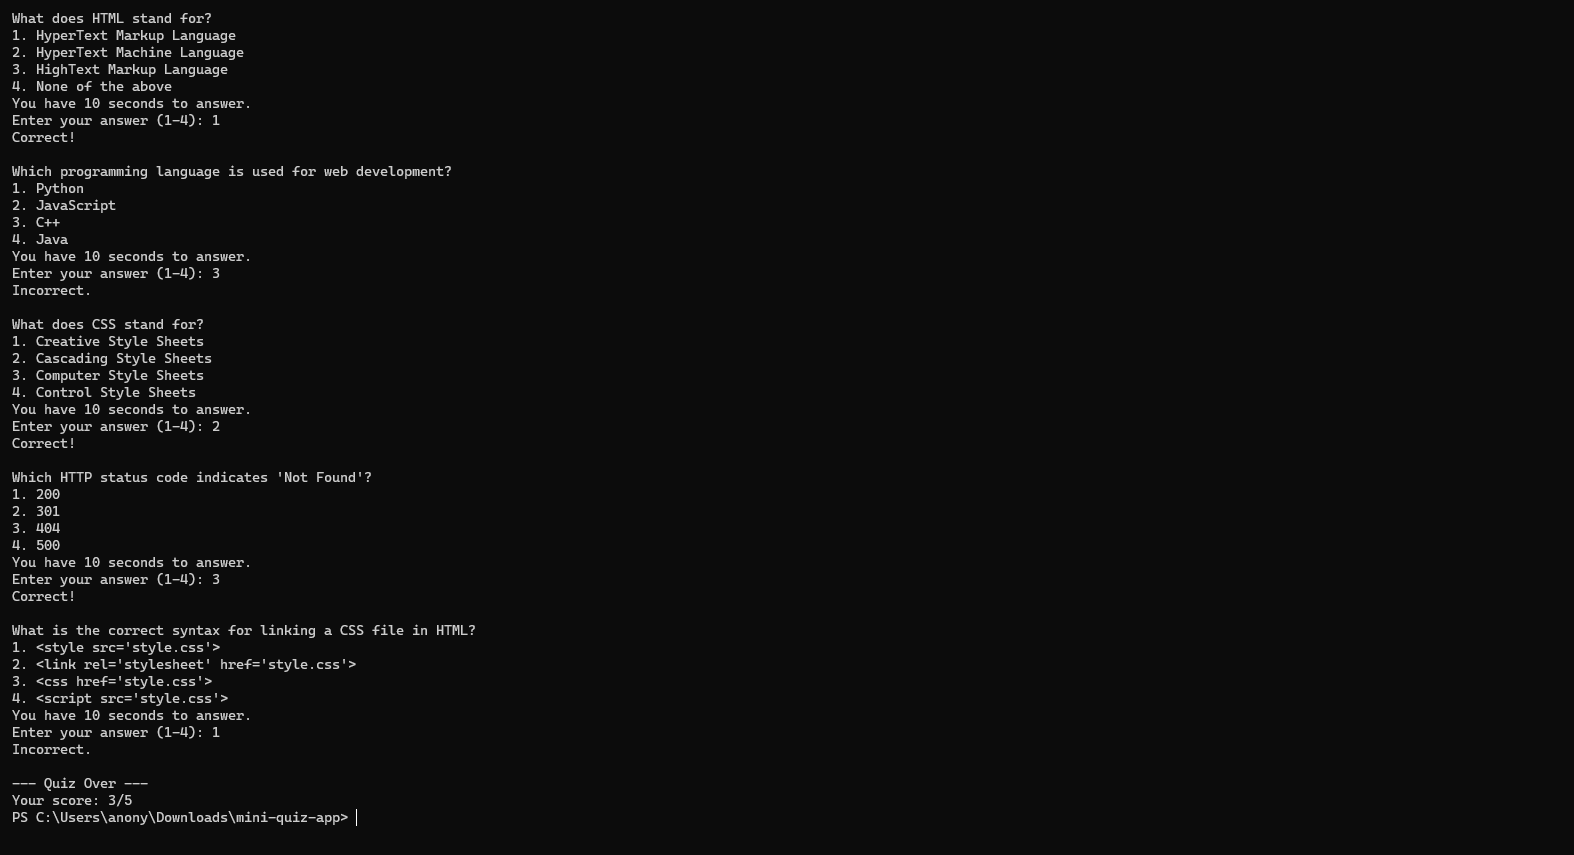 What does HTML stand for?
1. HyperText Markup Language
2. HyperText Machine Language
3. HighText Markup Language
4. None of the above
You have 10 seconds to answer.
Enter your answer (1-4): 1
Correct!

Which programming language is used for web development?
1. Python
2. JavaScript
3. C++
4. Java
You have 10 seconds to answer.
Enter your answer (1-4): 3
Incorrect.

What does CSS stand for?
1. Creative Style Sheets
2. Cascading Style Sheets
3. Computer Style Sheets
4. Control Style Sheets
You have 10 seconds to answer.
Enter your answer (1-4): 2
Correct!

Which HTTP status code indicates 'Not Found'?
1. 200
2. 301
3. 404
4. 500
You have 10 seconds to answer.
Enter your answer (1-4): 3
Correct!

What is the correct syntax for linking a CSS file in HTML?
1. <style src='style.css'>
2. <link rel='stylesheet' href='style.css'>
3. <css href='style.css'>
4. <script src='style.css'>
You have 10 seconds to answer.
Enter your answer (1-4): 1
Incorrect.

--- Quiz Over ---
Your score: 3/5
PS C:\Users\anony\Downloads\mini-quiz-app>